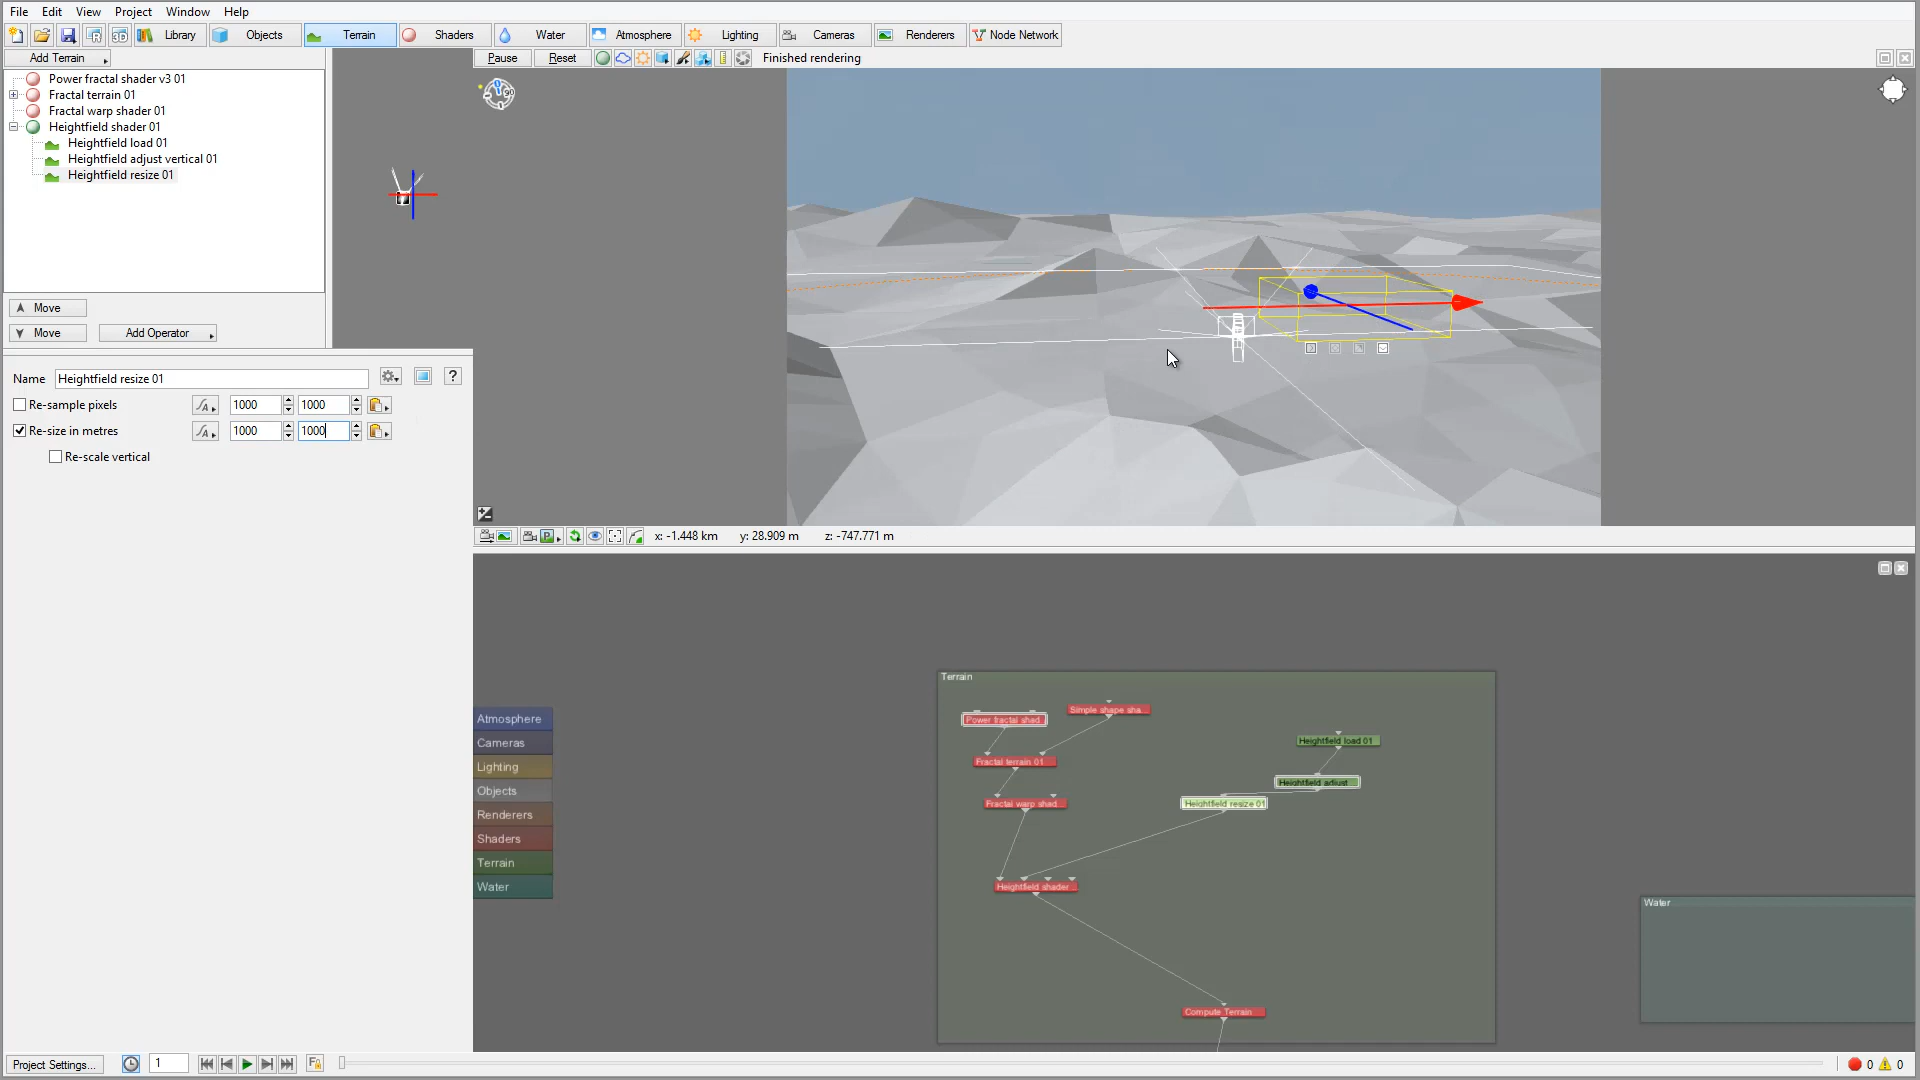 File Edit View Project Window Help
Library Objects Terrain Shaders Water Atmosphere Lighting Cameras Renderers Node Network
Add Terrain
Pause Reset Finished rendering
Power fractal shader v3 01
Fractal terrain 01
Fractal warp shader 01
Heightfield shader 01
Heightfield load 01
Heightfield adjust vertical 01
Heightfield resize 01
Move
Move Add Operator
Name Heightfield resize 01 ?
Re-sample pixels 1000 1000
Re-size in metres 1000 1000
Re-scale vertical
x: -1.448 km y: 28.909 m z: -747.771 m
Atmosphere
Cameras
Lighting
Objects
Renderers
Shaders
Terrain
Water
Terrain
Power fractal shad
Simple shape sha...
Fractal terrain 01
Fractal warp shad...
Heightfield load 01
Heightfield adjust
Heightfield resize 01
Heightfield shader
Compute Terrain
Water
Project Settings... 1 0 0